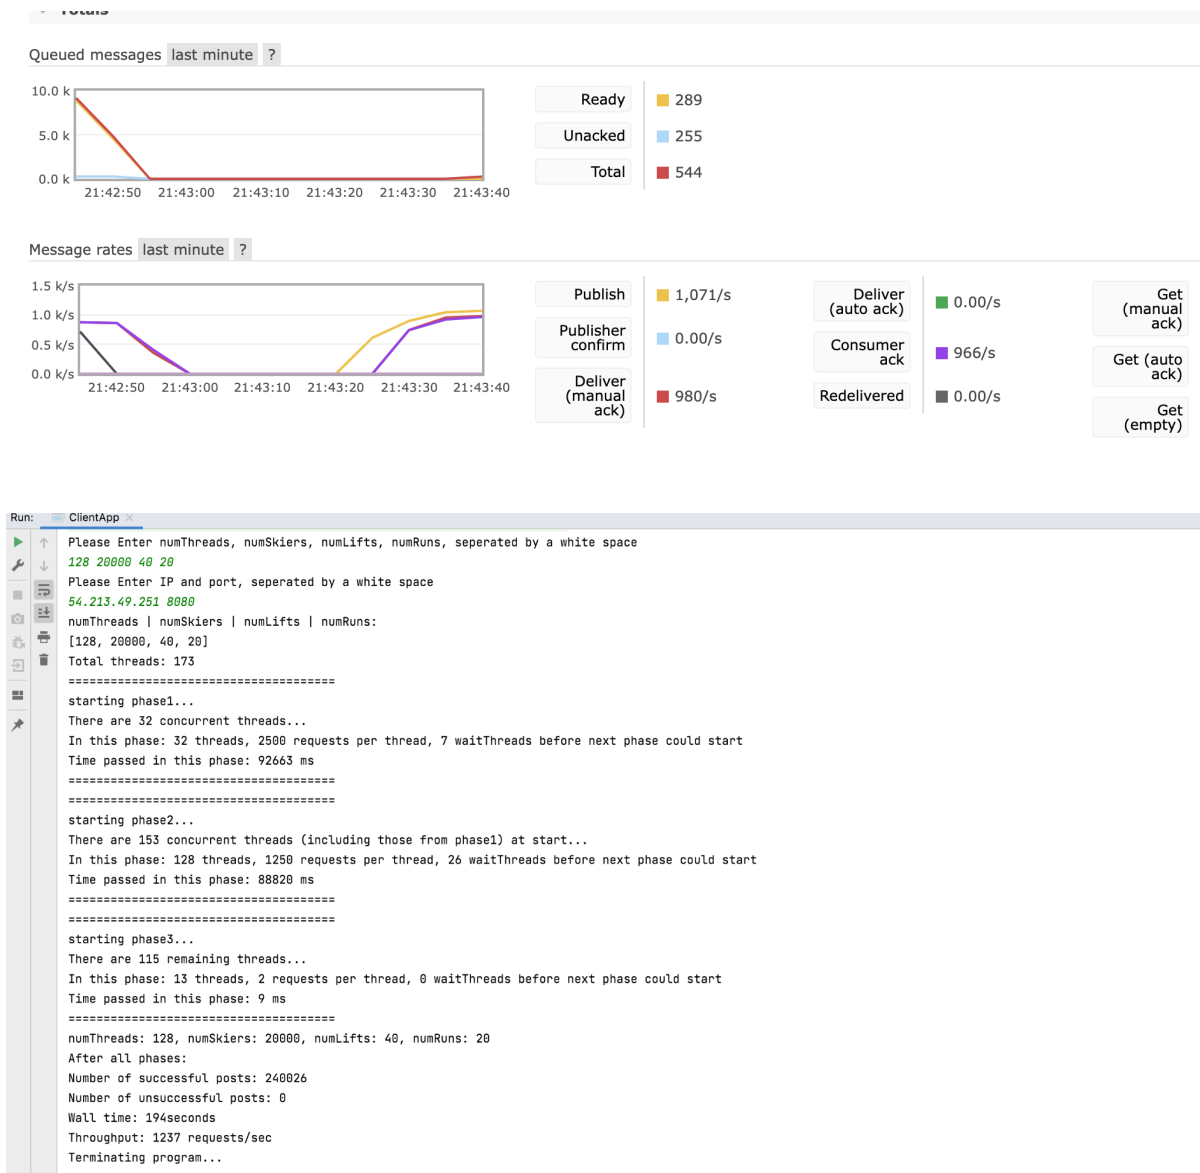 Totals
Queued messages last minute ?
10.0 k
5.0 k
0.0 k
21:42:50 21:43:00 21:43:10 21:43:20 21:43:30 21:43:40
Ready 289
Unacked 255
Total 544
Message rates last minute ?
1.5 k/s
1.0 k/s
0.5 k/s
0.0 k/s
21:42:50 21:43:00 21:43:10 21:43:20 21:43:30 21:43:40
Publish 1,071/s
Publisher
confirm 0.00/s
Deliver
(manual
ack) 980/s
Deliver
(auto ack) 0.00/s
Consumer
ack 966/s
Redelivered 0.00/s
Get
(manual
ack)
Get (auto
ack)
Get
(empty)
Run: ClientApp
Please Enter numThreads, numSkiers, numLifts, numRuns, seperated by a white space
128 20000 40 20
Please Enter IP and port, seperated by a white space
54.213.49.251 8080
numThreads | numSkiers | numLifts | numRuns:
[128, 20000, 40, 20]
Total threads: 173
======================================
starting phase1...
There are 32 concurrent threads...
In this phase: 32 threads, 2500 requests per thread, 7 waitThreads before next phase could start
Time passed in this phase: 92663 ms
======================================
======================================
starting phase2...
There are 153 concurrent threads (including those from phase1) at start...
In this phase: 128 threads, 1250 requests per thread, 26 waitThreads before next phase could start
Time passed in this phase: 88820 ms
======================================
======================================
starting phase3...
There are 115 remaining threads...
In this phase: 13 threads, 2 requests per thread, 0 waitThreads before next phase could start
Time passed in this phase: 9 ms
======================================
numThreads: 128, numSkiers: 20000, numLifts: 40, numRuns: 20
After all phases:
Number of successful posts: 240026
Number of unsuccessful posts: 0
Wall time: 194seconds
Throughput: 1237 requests/sec
Terminating program...